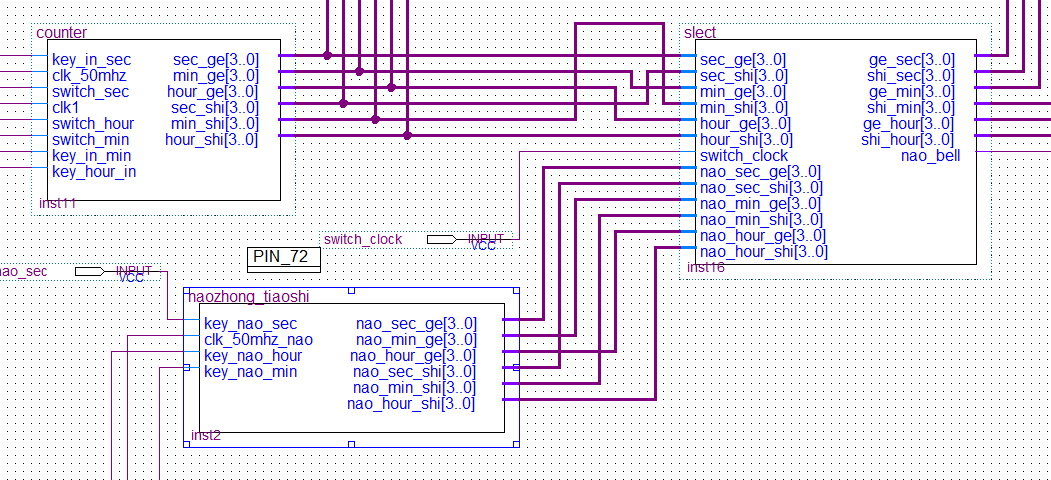 counter
key_in_sec sec_ge[3..0]
clk_50mhz min_ge[3..0]
switch_sec hour_ge[3..0]
clk1 sec_shi[3..0]
switch_hour min_shi[3..0]
switch_min hour_shi[3..0]
key_in_min
key_hour_in
inst11
slect
sec_ge[3..0] ge_sec[3..0]
sec_shi[3..0] shi_sec[3..0]
min_ge[3..0] ge_min[3..0]
min_shi[3..0] shi_min[3..0]
hour_ge[3..0] ge_hour[3..0]
hour_shi[3..0] shi_hour[3..0]
switch_clock nao_bell
nao_sec_ge[3..0]
nao_sec_shi[3..0]
nao_min_ge[3..0]
nao_min_shi[3..0]
nao_hour_ge[3..0]
nao_hour_shi[3..0]
inst16
switch_clock INPUT
VCC
PIN_72
nao_sec INPUT
VCC
naozhong_tiaoshi
key_nao_sec nao_sec_ge[3..0]
clk_50mhz_nao nao_min_ge[3..0]
key_nao_hour nao_hour_ge[3..0]
key_nao_min nao_sec_shi[3..0]
nao_min_shi[3..0]
nao_hour_shi[3..0]
inst2